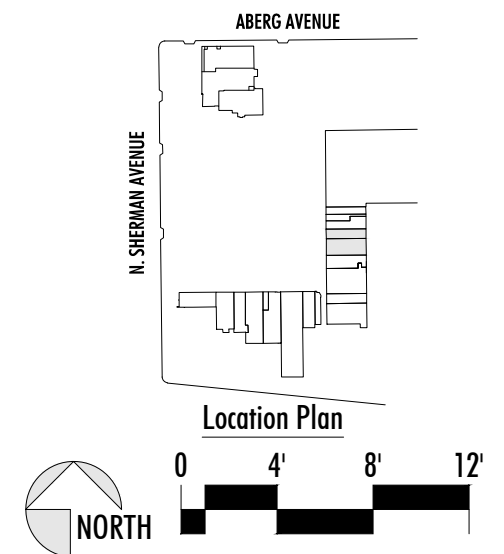 ABERG AVENUE
N. SHERMAN AVENUE
Location Plan
0 4' 8' 12'
NORTH